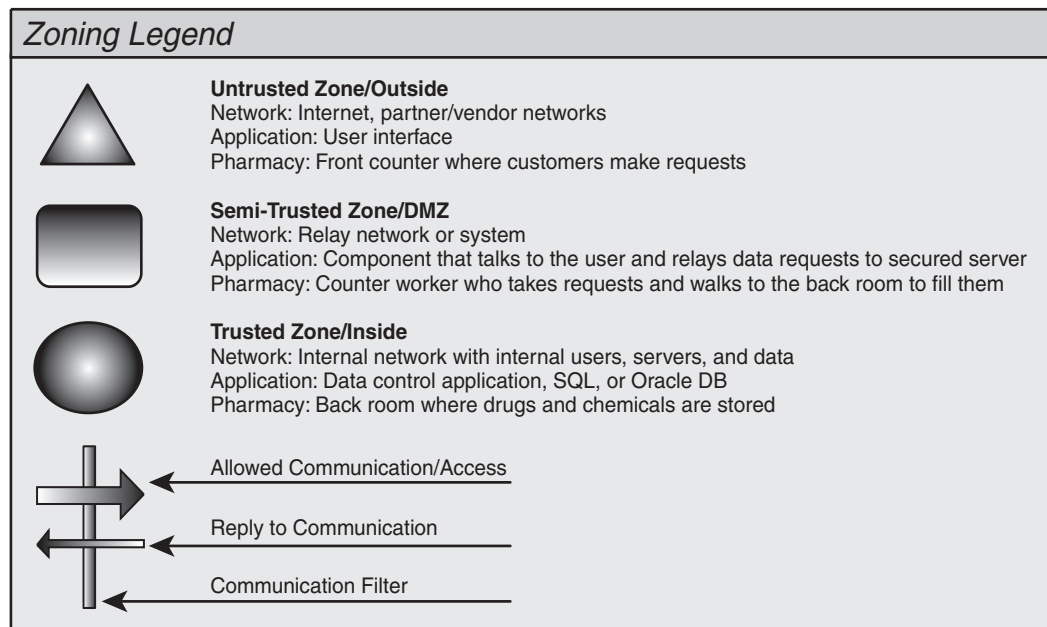 Zoning Legend
Untrusted Zone/Outside
Network: Internet, partner/vendor networks
Application: User interface
Pharmacy: Front counter where customers make requests
Semi-Trusted Zone/DMZ
Network: Relay network or system
Application: Component that talks to the user and relays data requests to secured server
Pharmacy: Counter worker who takes requests and walks to the back room to fill them
Trusted Zone/Inside
Network: Internal network with internal users, servers, and data
Application: Data control application, SQL, or Oracle DB
Pharmacy: Back room where drugs and chemicals are stored
Allowed Communication/Access
Reply to Communication
Communication Filter